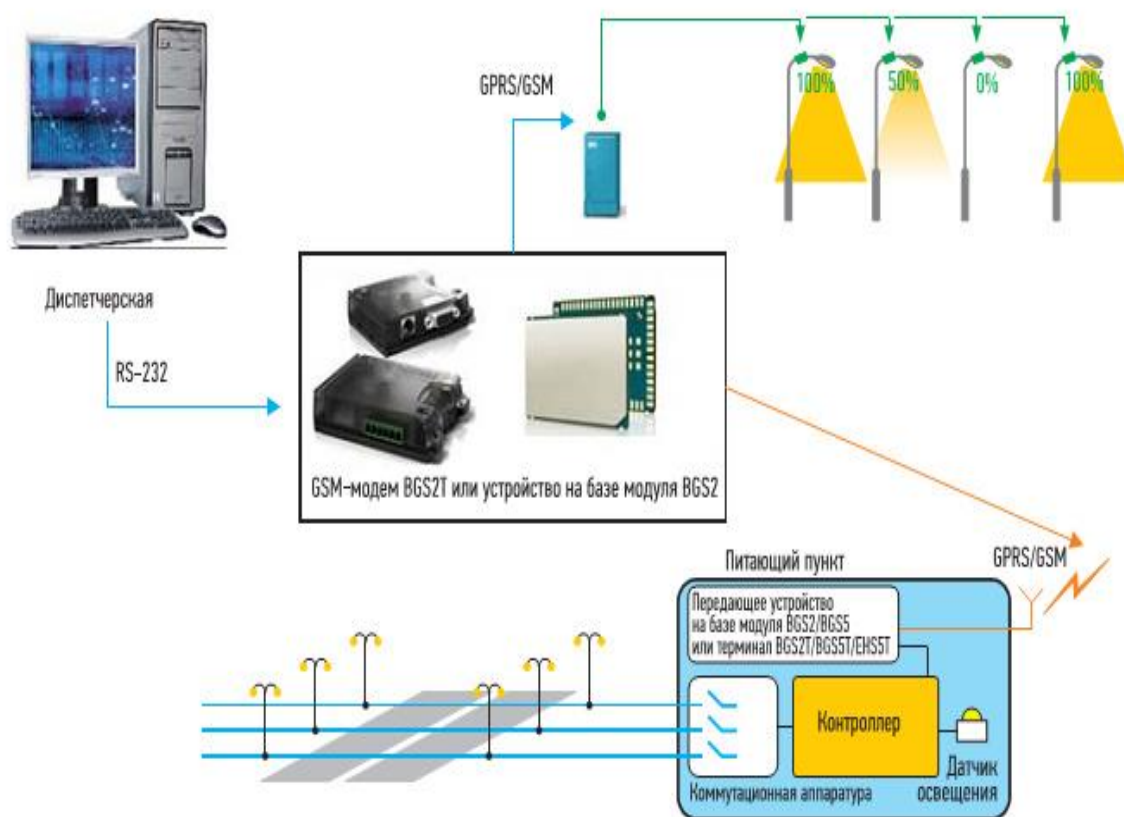 GPRS/GSM
100%
50%
0%
100%
Диспетчерская
RS-232
GSM-модем BGS2T или устройство на базе модуля BGS2
Питающий пункт
GPRS/GSM
Передающее устройство
на базе модуля BGS2/BGS5
или терминал BGS2T/BGS5T/EHS5T
Контроллер
Коммутационная аппаратура
Датчик
освещения